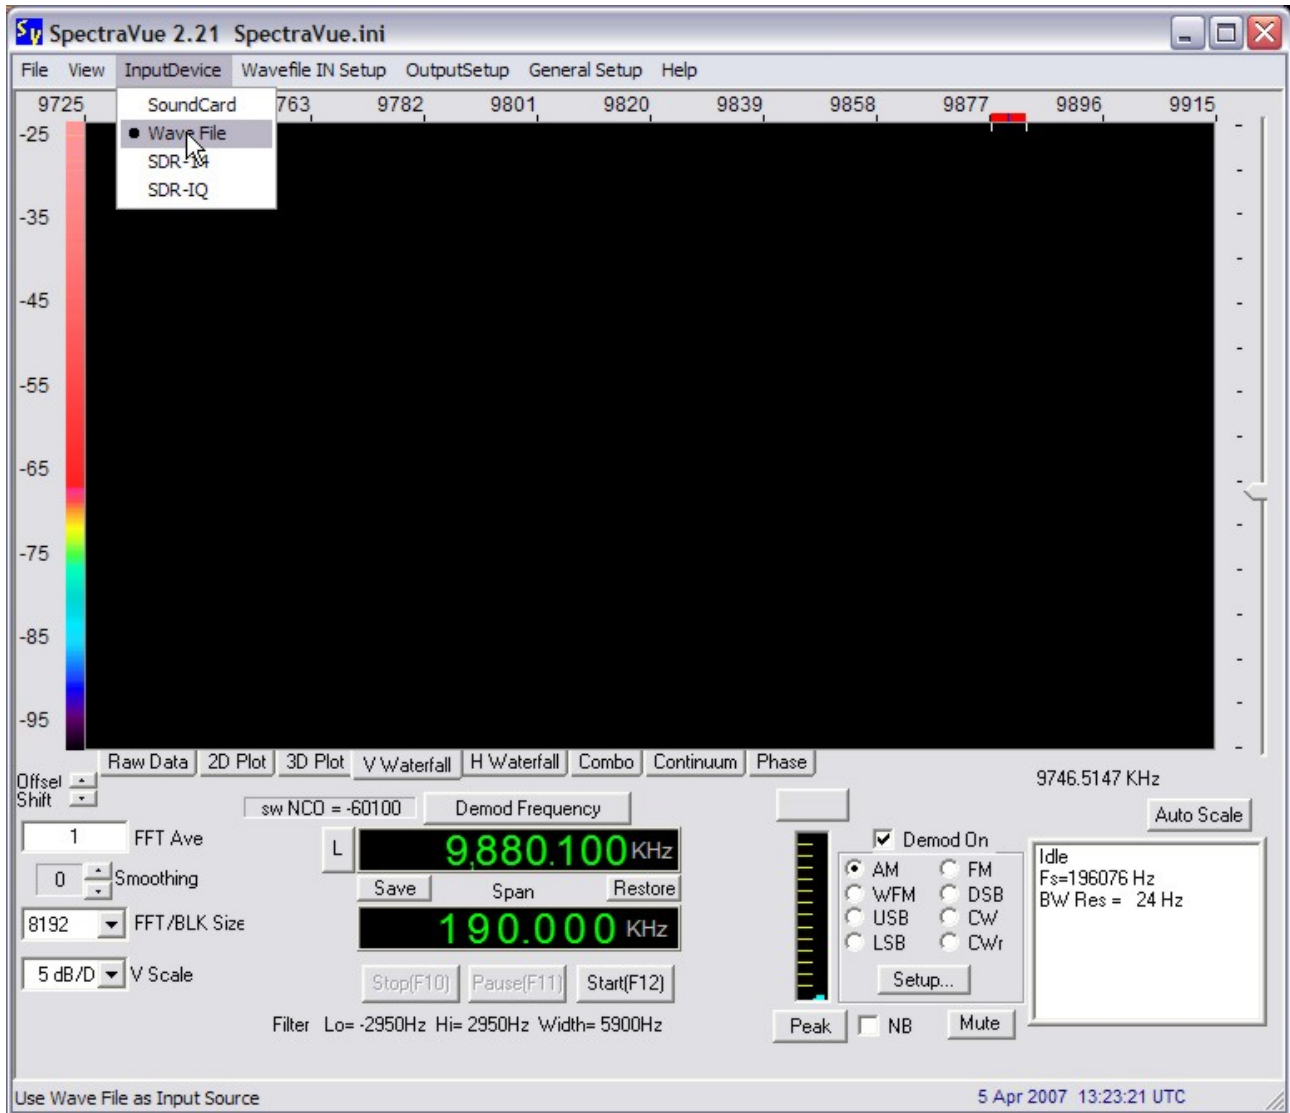 SpectraVue 2.21 SpectraVue.ini
File View InputDevice Wavefile IN Setup OutputSetup General Setup Help
9725 763 9782 9801 9820 9839 9858 9877 9896 9915
SoundCard
Wave File
SDR-14
SDR-IQ
-25
-35
-45
-55
-65
-75
-85
-95
Raw Data 2D Plot 3D Plot V Waterfall H Waterfall Combo Continuum Phase
Offset
Shift
9746.5147 KHz
sw NCO = -60100 Demod Frequency
Auto Scale
1 FFT Ave
L 9,880.100 KHz
Demod On
0 Smoothing
Save Span Restore
AM FM
WFM DSB
USB CW
LSB CWr
Idle
Fs=196076 Hz
BW Res = 24 Hz
8192 FFT/BLK Size
190.000 KHz
5 dB/D V Scale
Stop(F10) Pause(F11) Start(F12)
Setup...
Filter Lo= -2950Hz Hi= 2950Hz Width= 5900Hz
Peak NB Mute
Use Wave File as Input Source
5 Apr 2007 13:23:21 UTC